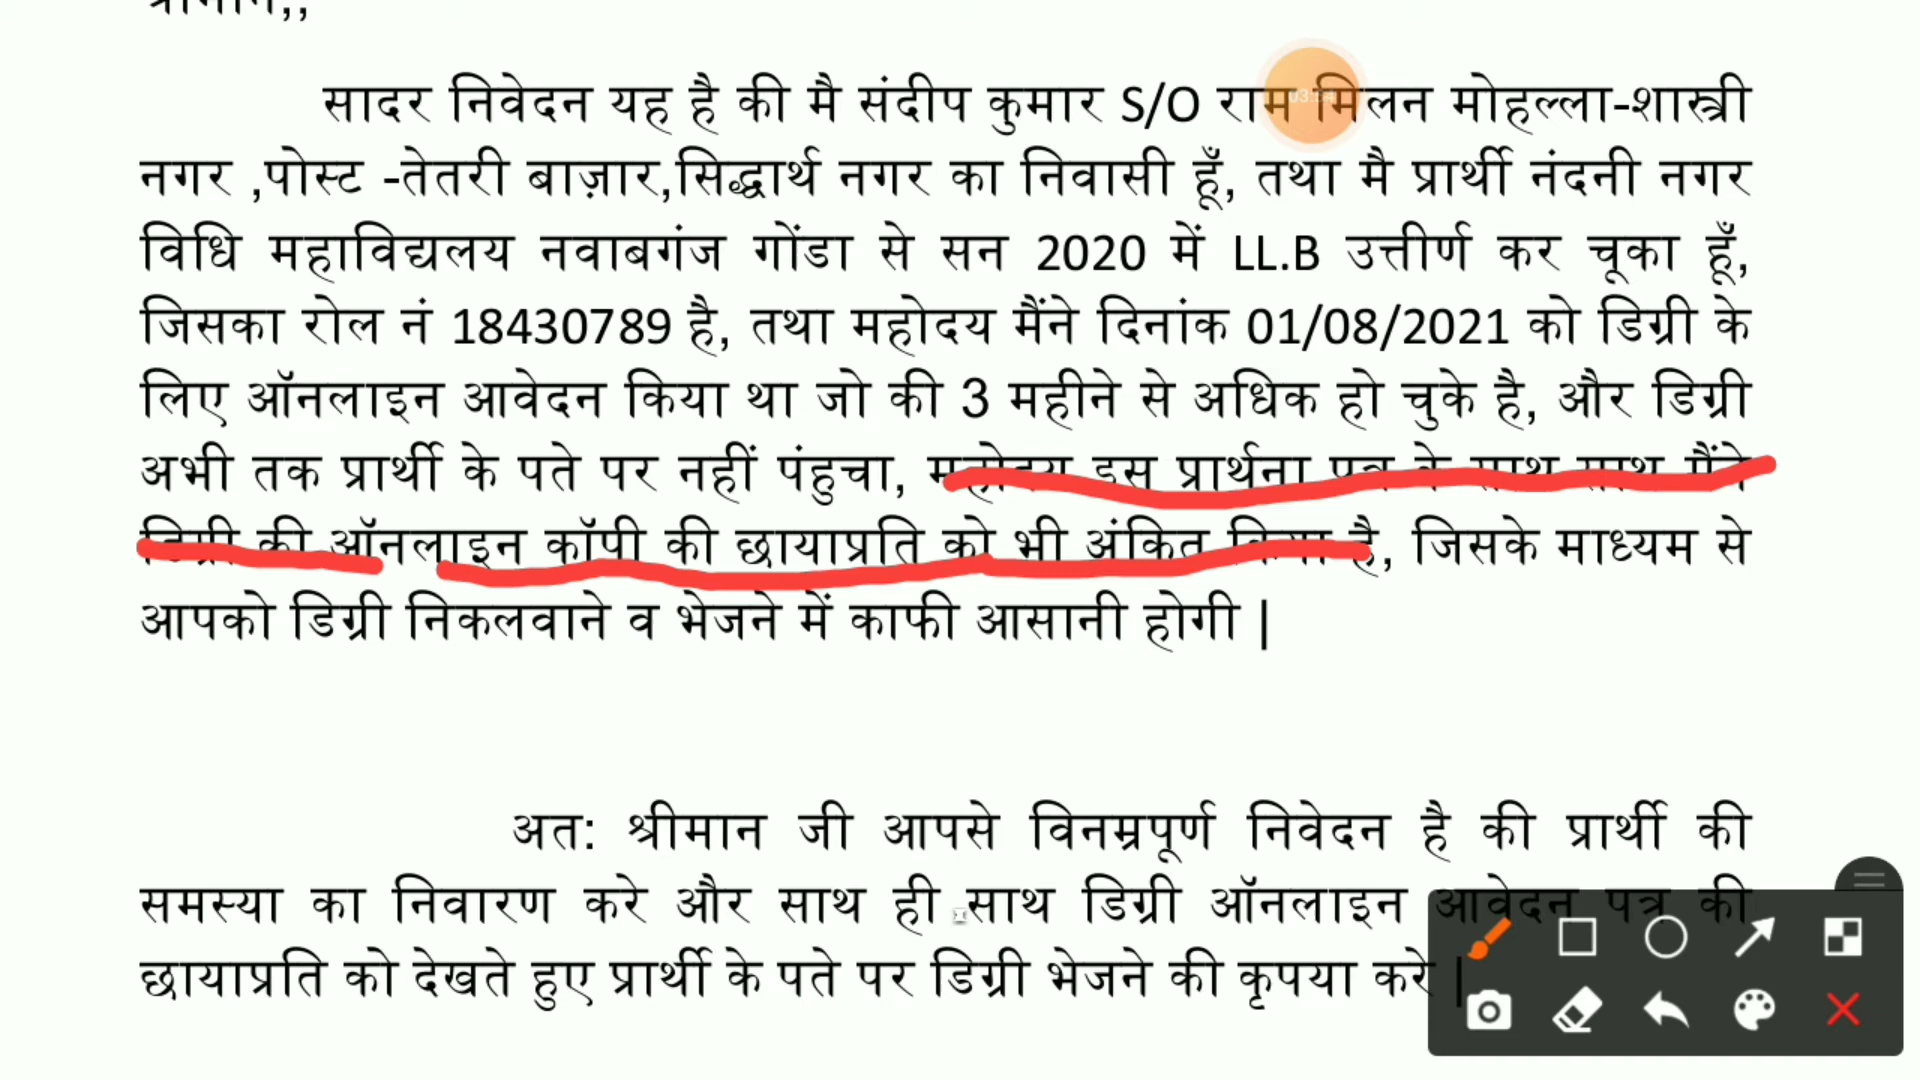 श्रीमान,,
सादर निवेदन यह है की मै संदीप कुमार S/O राम मिलन मोहल्ला-शास्त्री
नगर ,पोस्ट -तेतरी बाज़ार,सिद्धार्थ नगर का निवासी हूँ, तथा मै प्रार्थी नंदनी नगर
विधि महाविद्यलय नवाबगंज गोंडा से सन 2020 में LL.B उत्तीर्ण कर चूका हूँ,
जिसका रोल नं 18430789 है, तथा महोदय मैंने दिनांक 01/08/2021 को डिग्री के
लिए ऑनलाइन आवेदन किया था जो की 3 महीने से अधिक हो चुके है, और डिग्री
अभी तक प्रार्थी के पते पर नहीं पंहुचा, महोदय इस प्रार्थना पत्र के साथ साथ मैंने
डिग्री की ऑनलाइन कॉपी की छायाप्रति को भी अंकित किया है, जिसके माध्यम से
आपको डिग्री निकलवाने व भेजने में काफी आसानी होगी |
अत: श्रीमान जी आपसे विनम्रपूर्ण निवेदन है की प्रार्थी की
समस्या का निवारण करे और साथ ही साथ डिग्री ऑनलाइन आवेदन पत्र की
छायाप्रति को देखते हुए प्रार्थी के पते पर डिग्री भेजने की कृपया करे |